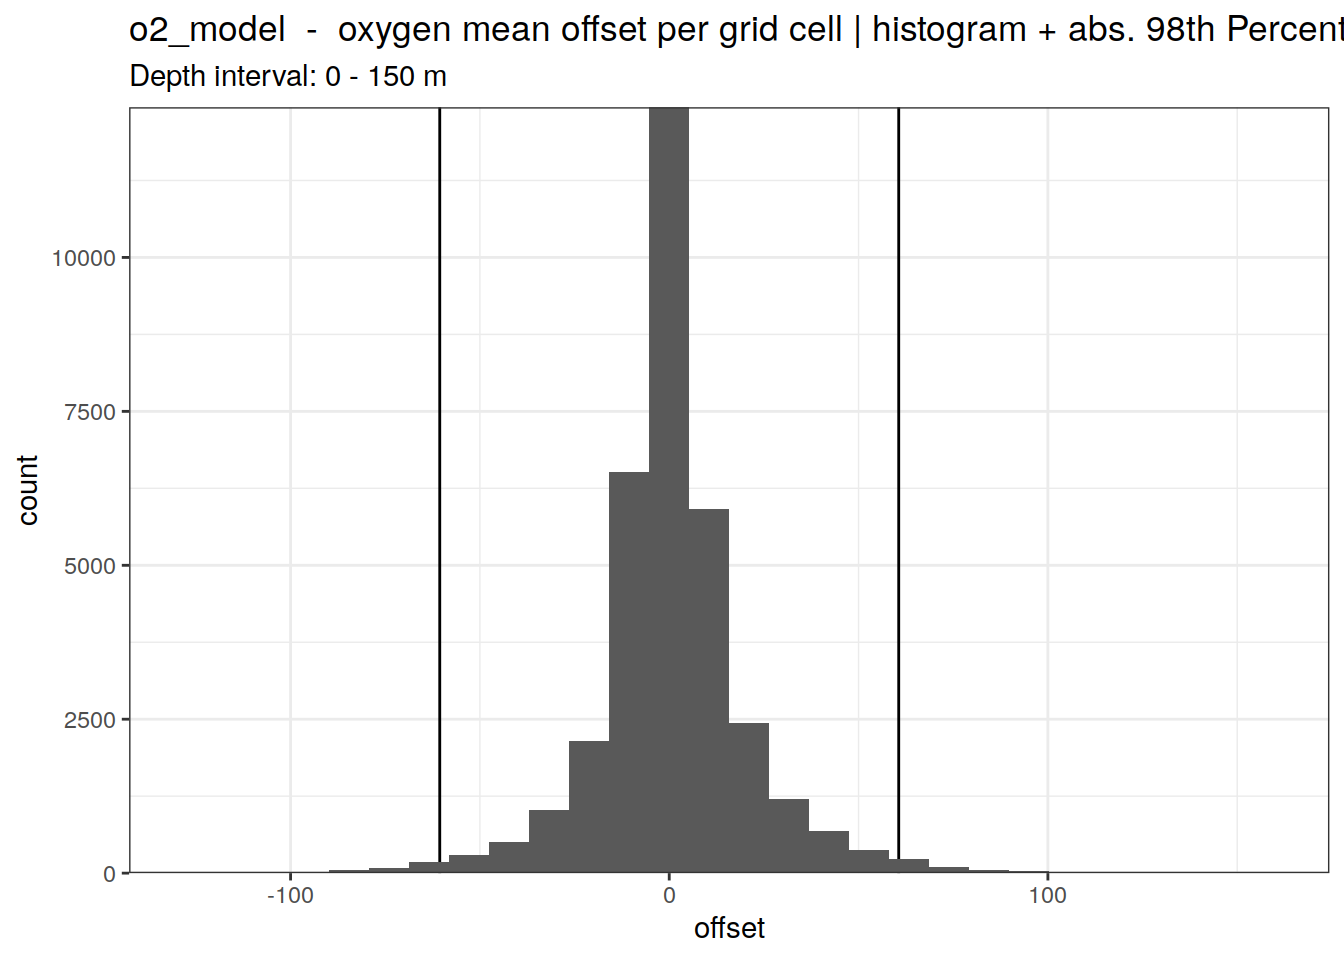 o2_model - oxygen mean offset per grid cell | histogram + abs. 98th Percent
Depth interval: 0 - 150 m
10000
7500
5000
2500
0
count
-100
0
100
offset